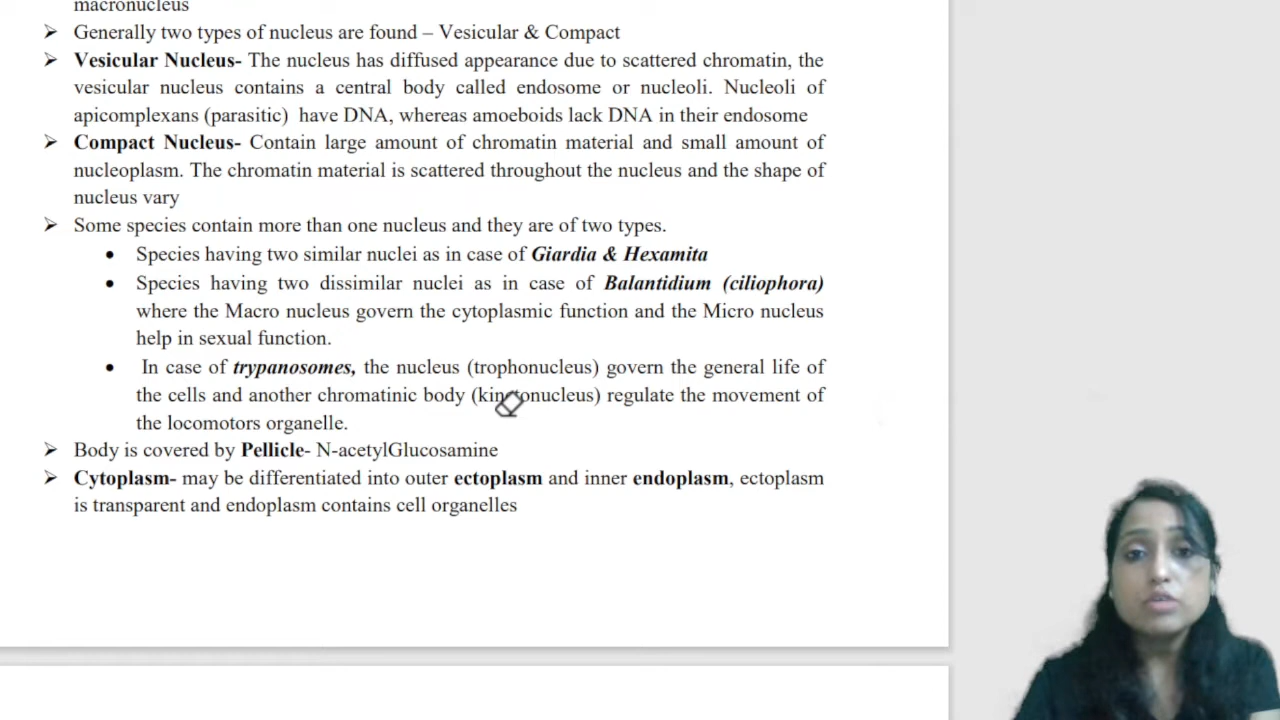 macronucleus
➢ Generally two types of nucleus are found – Vesicular & Compact
➢ Vesicular Nucleus- The nucleus has diffused appearance due to scattered chromatin, the
vesicular nucleus contains a central body called endosome or nucleoli. Nucleoli of
apicomplexans (parasitic) have DNA, whereas amoeboids lack DNA in their endosome
➢ Compact Nucleus- Contain large amount of chromatin material and small amount of
nucleoplasm. The chromatin material is scattered throughout the nucleus and the shape of
nucleus vary
➢ Some species contain more than one nucleus and they are of two types.
• Species having two similar nuclei as in case of Giardia & Hexamita
• Species having two dissimilar nuclei as in case of Balantidium (ciliophora)
where the Macro nucleus govern the cytoplasmic function and the Micro nucleus
help in sexual function.
• In case of trypanosomes, the nucleus (trophonucleus) govern the general life of
the cells and another chromatinic body regulate the movement of
the locomotors organelle.
➢ Body is covered by Pellicle- N-acetylGlucosamine
➢ Cytoplasm- may be differentiated into outer ectoplasm and inner endoplasm, ectoplasm
is transparent and endoplasm contains cell organelles